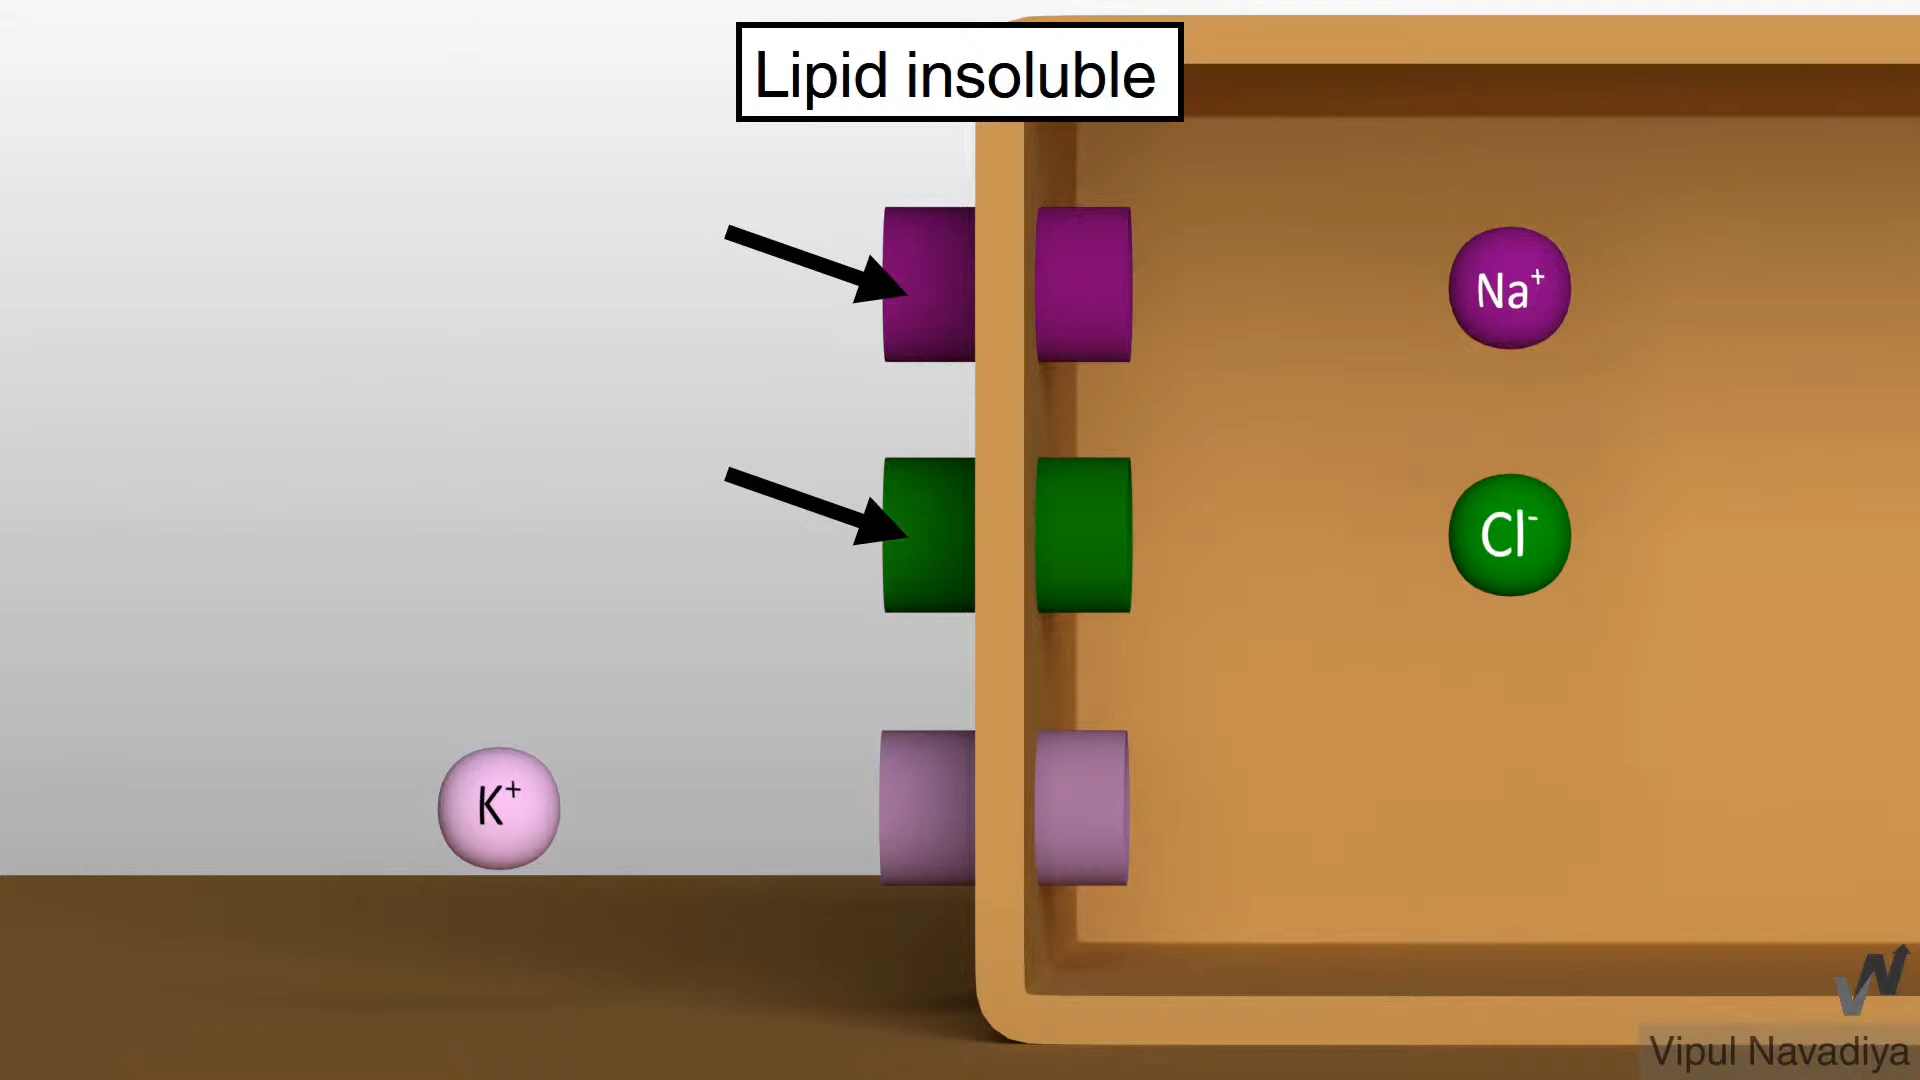 Lipid insoluble
Na⁺
Cl⁻
K⁺
Vipul Navadiya